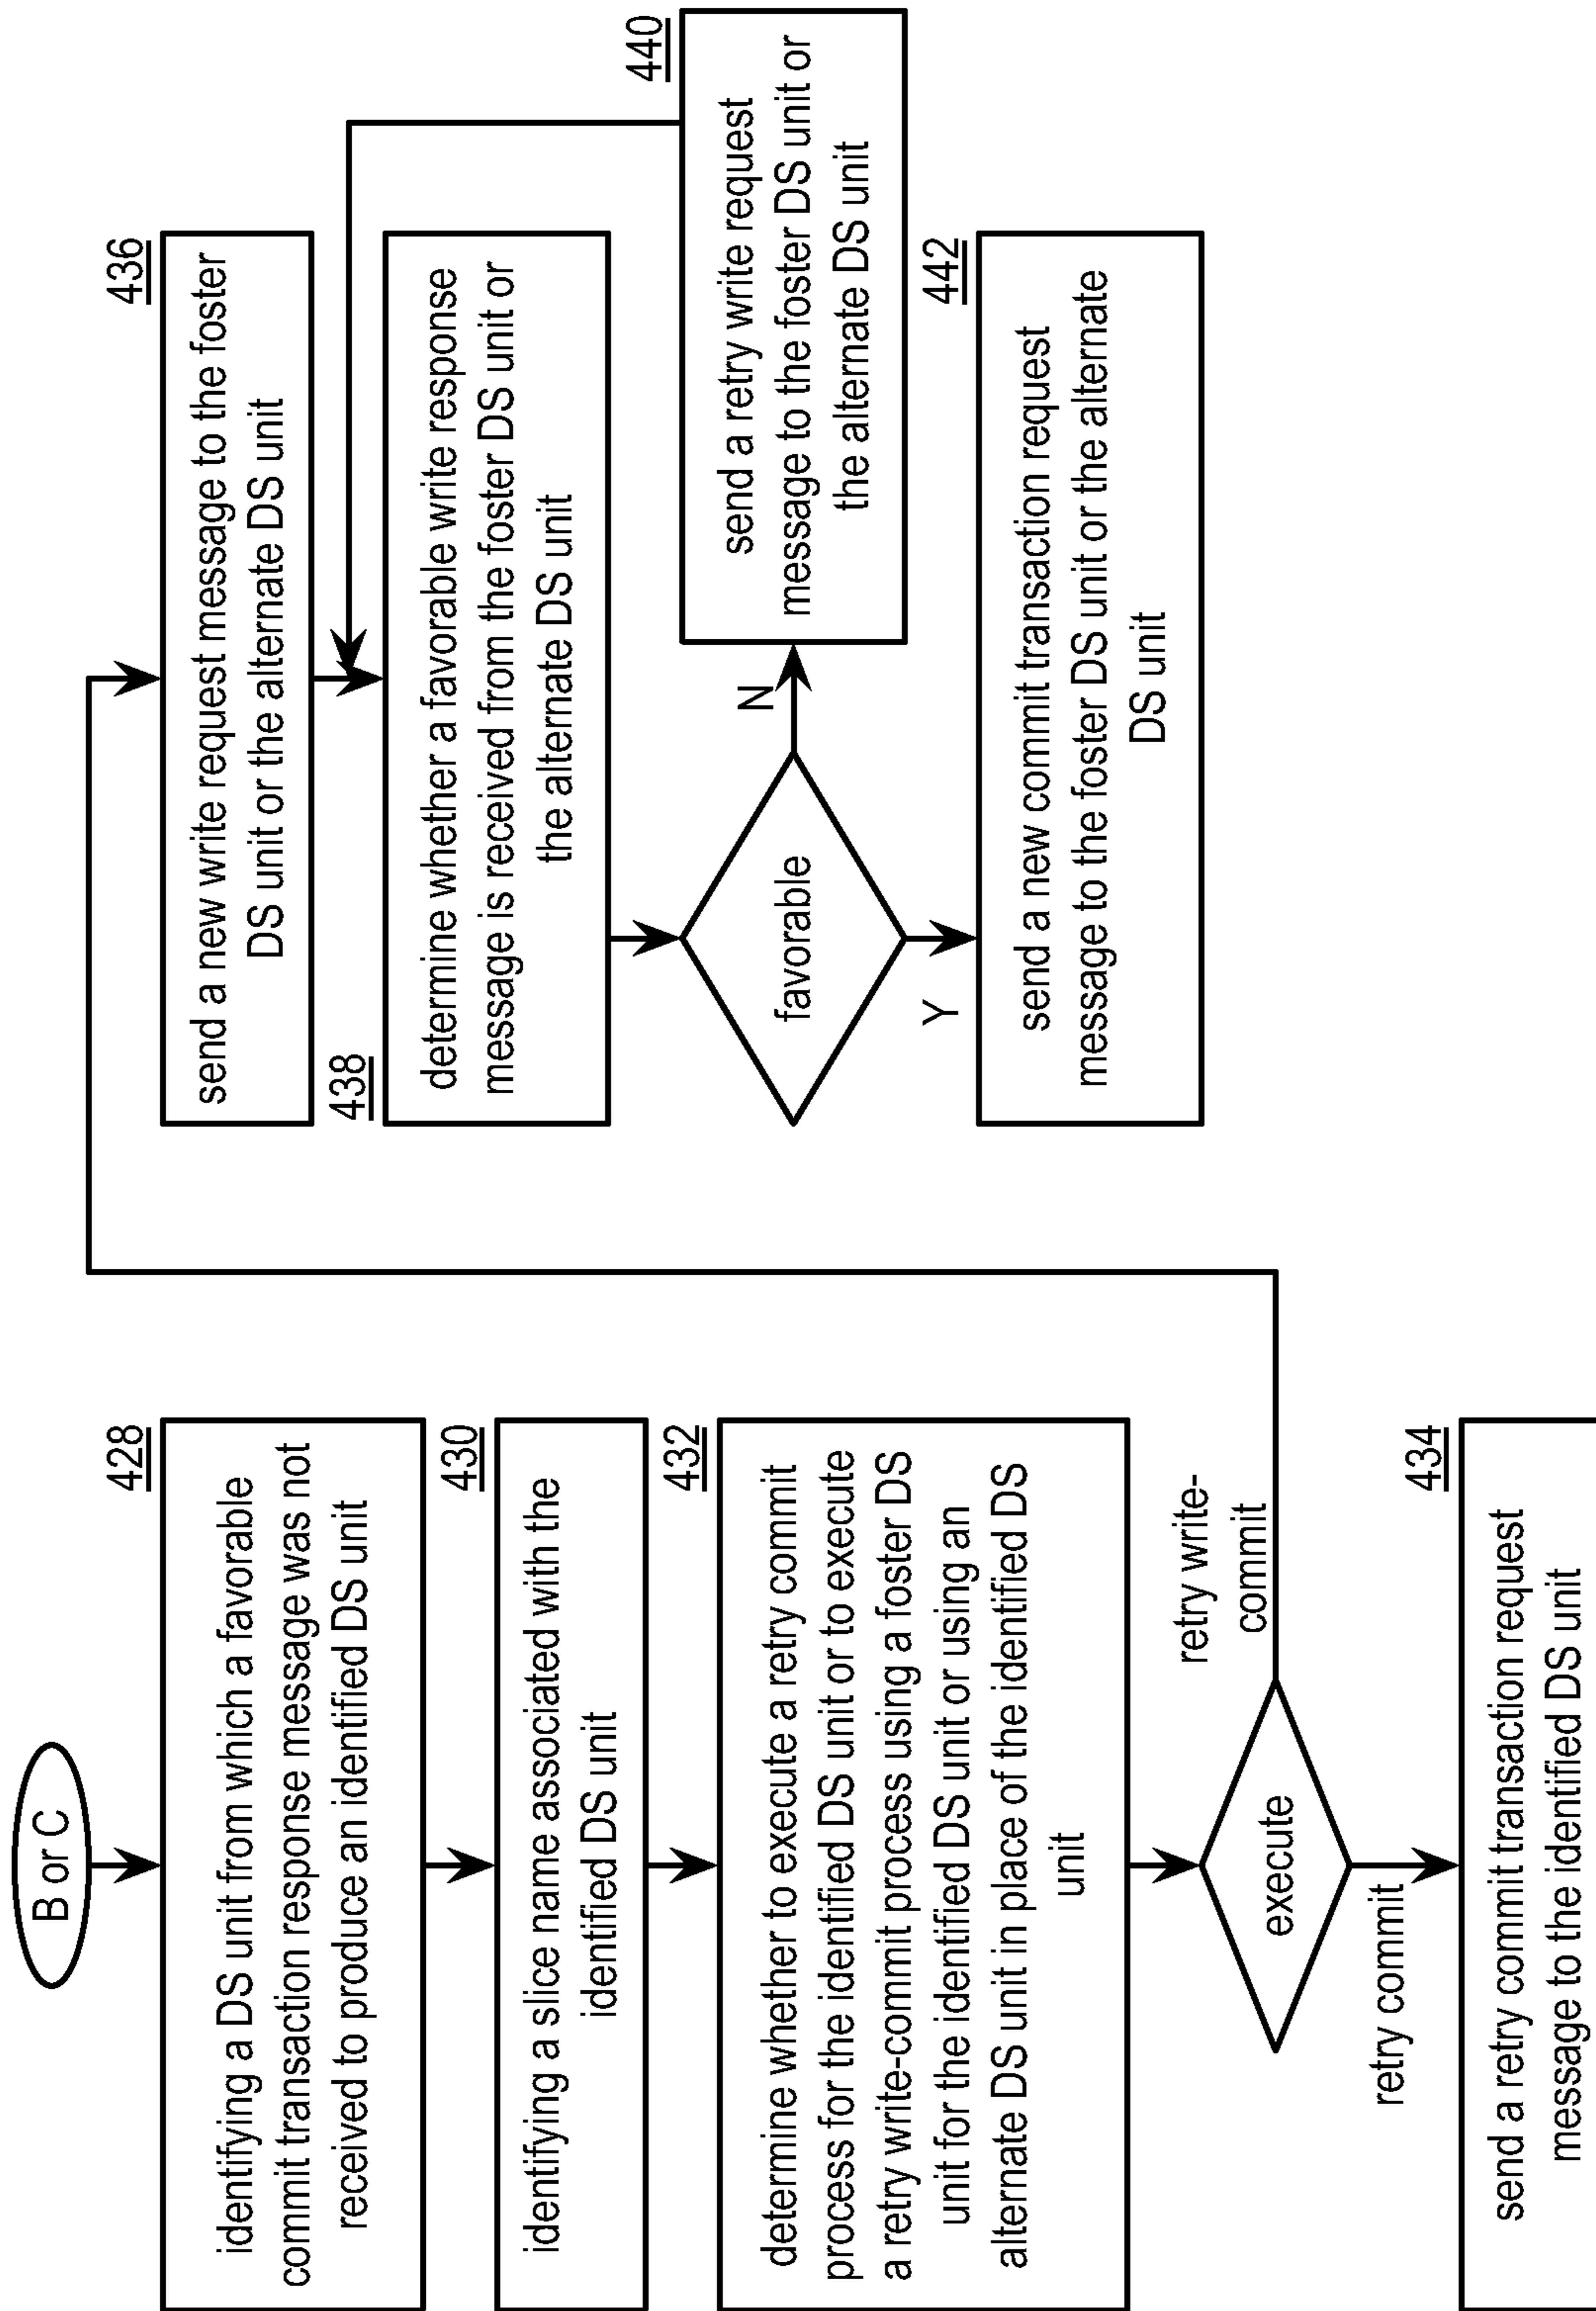 B or C
428
identifying a DS unit from which a favorable
commit transaction response message was not
received to produce an identified DS unit
430
identifying a slice name associated with the
identified DS unit
432
determine whether to execute a retry commit
process for the identified DS unit or to execute
a retry write-commit process using a foster DS
unit for the identified DS unit or using an
alternate DS unit in place of the identified DS
unit
execute
retry write-
commit
retry commit
434
send a retry commit transaction request
message to the identified DS unit
436
send a new write request message to the foster
DS unit or the alternate DS unit
438
determine whether a favorable write response
message is received from the foster DS unit or
the alternate DS unit
favorable
N
Y
440
send a retry write request
message to the foster DS unit or
the alternate DS unit
442
send a new commit transaction request
message to the foster DS unit or the alternate
DS unit